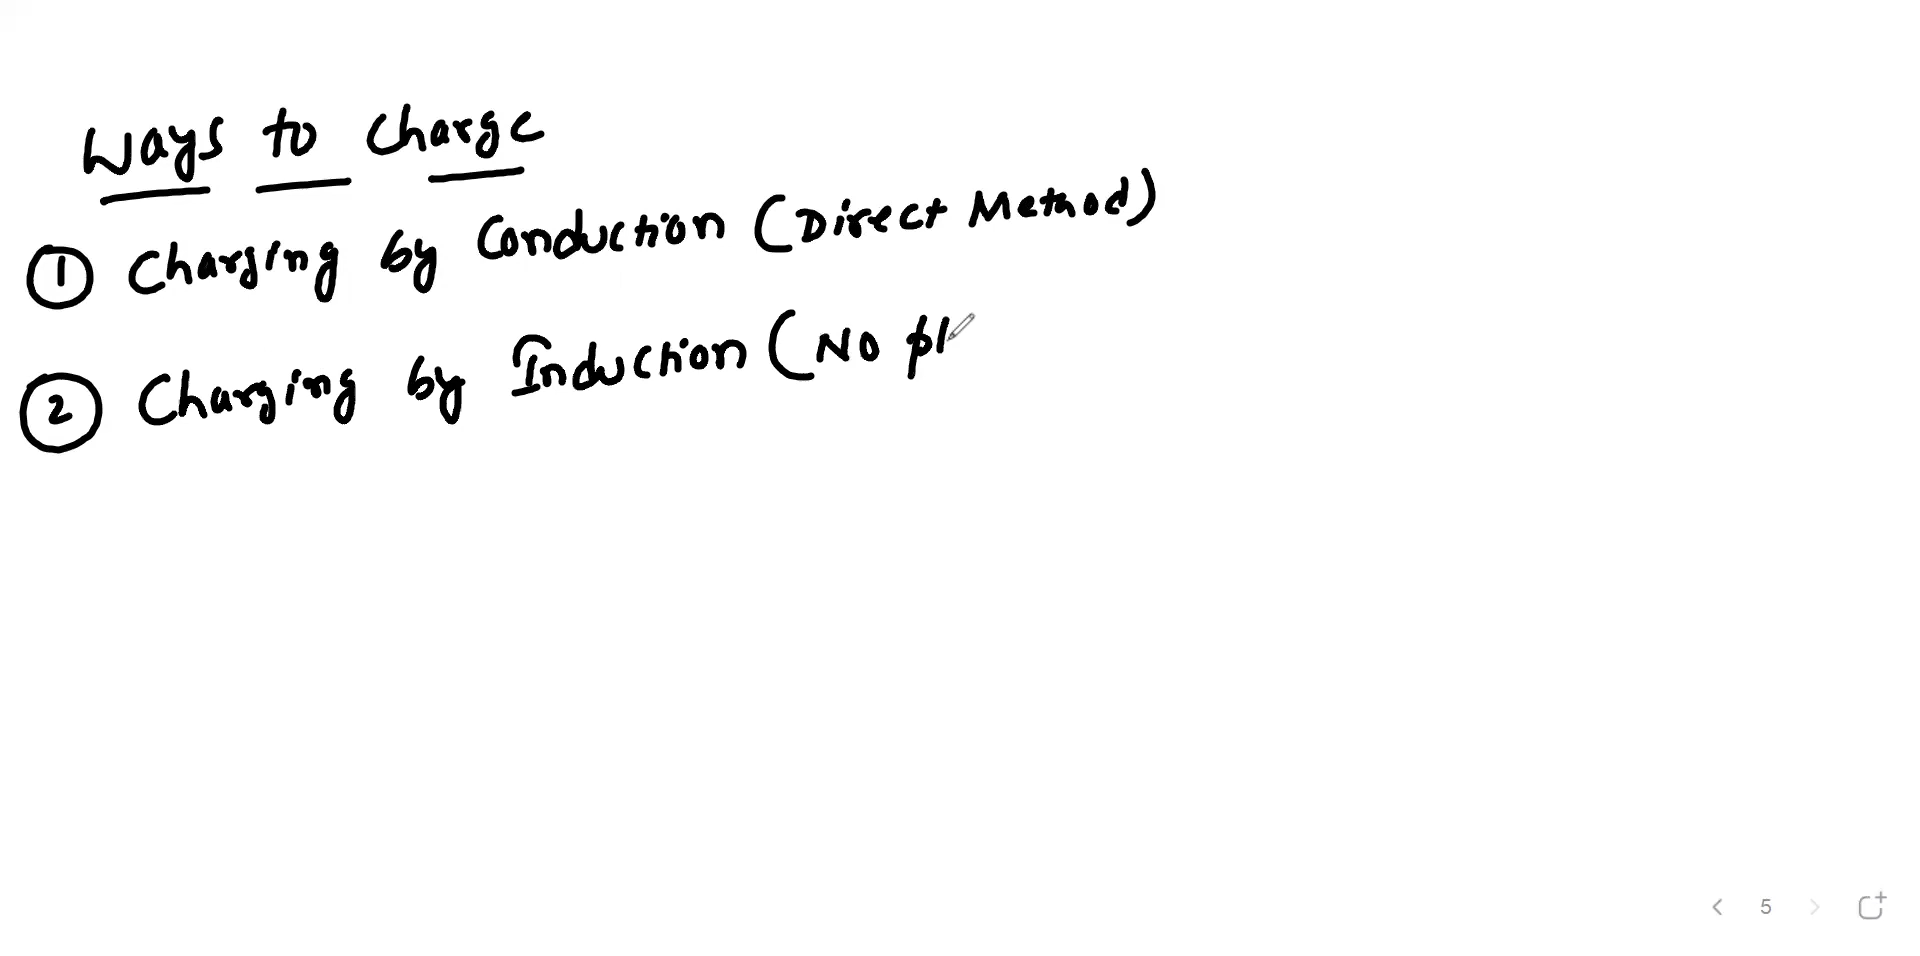 Ways to Charge
① Charging by Conduction (Direct Method)
② Charging by Induction (No
5